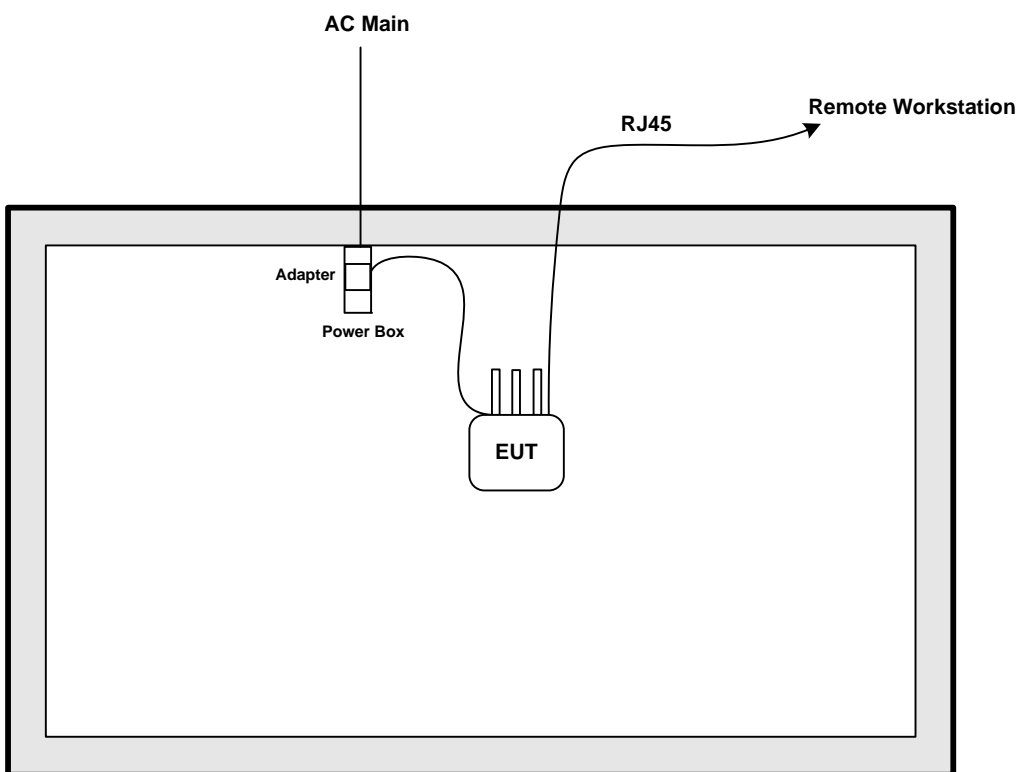 AC Main
Remote Workstation
RJ45
Adapter
Power Box
EUT